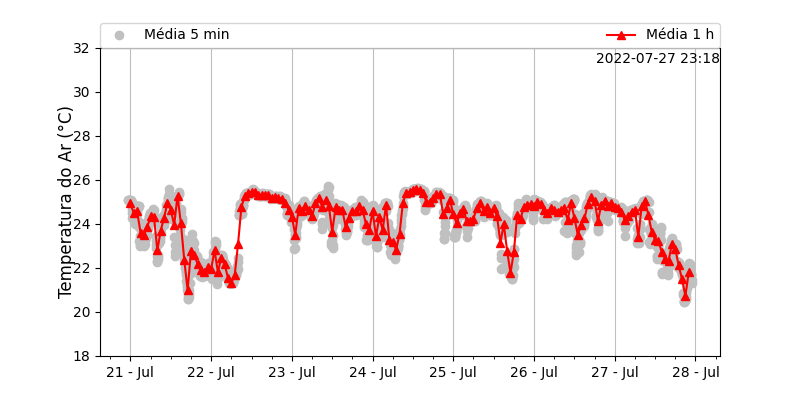 Média 5 min
Média 1 h
2022-07-27 23:18
Temperatura do Ar (°C)
32
30
28
26
24
22
20
18
21 - Jul
22 - Jul
23 - Jul
24 - Jul
25 - Jul
26 - Jul
27 - Jul
28 - Jul